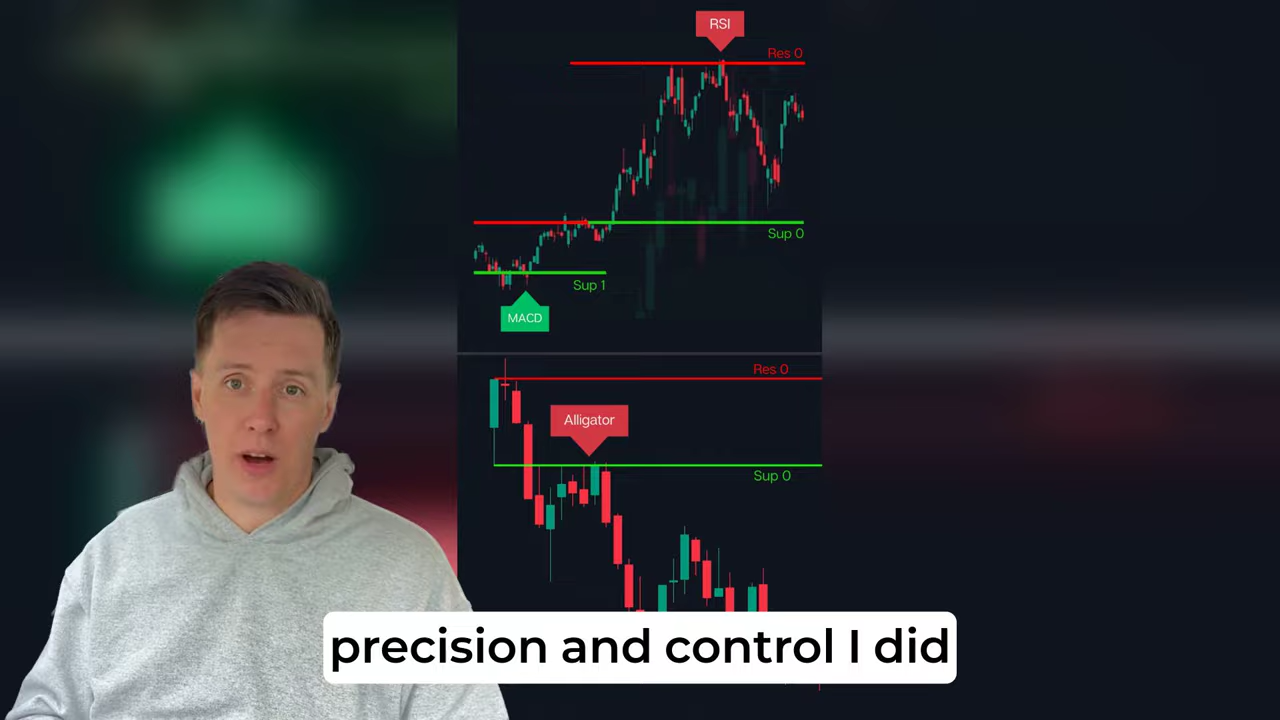 RSI
Res 0
Sup 0
Sup 1
MACD
Res 0
Alligator
Sup 0
precision and control I did